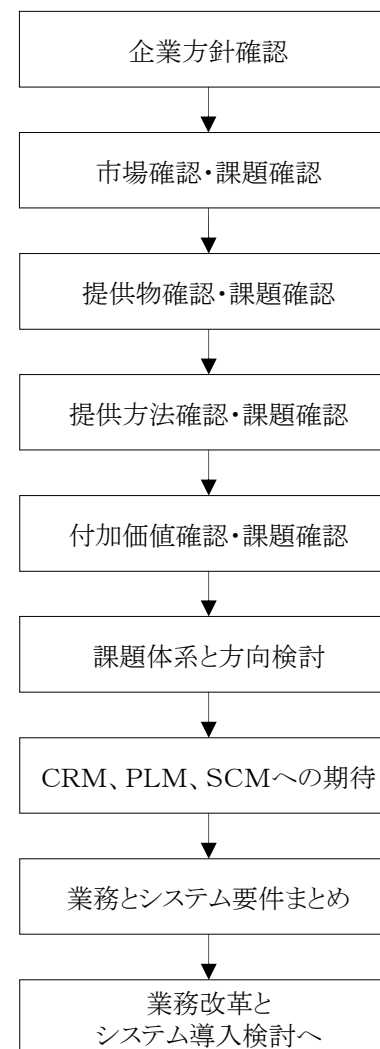 企業方針確認
市場確認・課題確認
提供物確認・課題確認
提供方法確認・課題確認
付加価値確認・課題確認
課題体系と方向検討
CRM、PLM、SCMへの期待
業務とシステム要件まとめ
業務改革と
システム導入検討へ